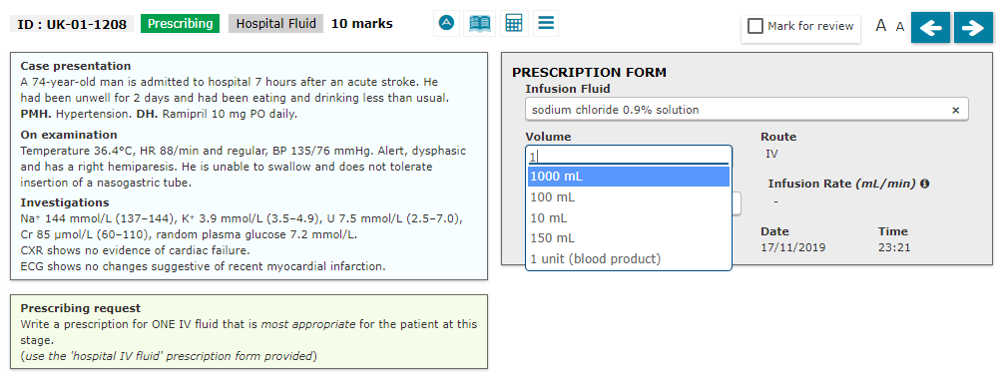 ID : UK-01-1208 Prescribing Hospital Fluid 10 marks A Mark for review A A
Case presentation
A 74-year-old man is admitted to hospital 7 hours after an acute stroke. He
had been unwell for 2 days and had been eating and drinking less than usual.
PMH. Hypertension. DH. Ramipril 10 mg PO daily.
On examination
Temperature 36.4°C, HR 88/min and regular, BP 135/76 mmHg. Alert, dysphasic
and has a right hemiparesis. He is unable to swallow and does not tolerate
insertion of a nasogastric tube.
Investigations
Na⁺ 144 mmol/L (137–144), K⁺ 3.9 mmol/L (3.5–4.9), U 7.5 mmol/L (2.5–7.0),
Cr 85 µmol/L (60–110), random plasma glucose 7.2 mmol/L.
CXR shows no evidence of cardiac failure.
ECG shows no changes suggestive of recent myocardial infarction.
Prescribing request
Write a prescription for ONE IV fluid that is most appropriate for the patient at this
stage.
(use the 'hospital IV fluid' prescription form provided)
PRESCRIPTION FORM
Infusion Fluid
sodium chloride 0.9% solution ×
Volume
1
1000 mL
100 mL
10 mL
150 mL
1 unit (blood product)
Route
IV
Infusion Rate (mL/min)
-
Date Time
17/11/2019 23:21